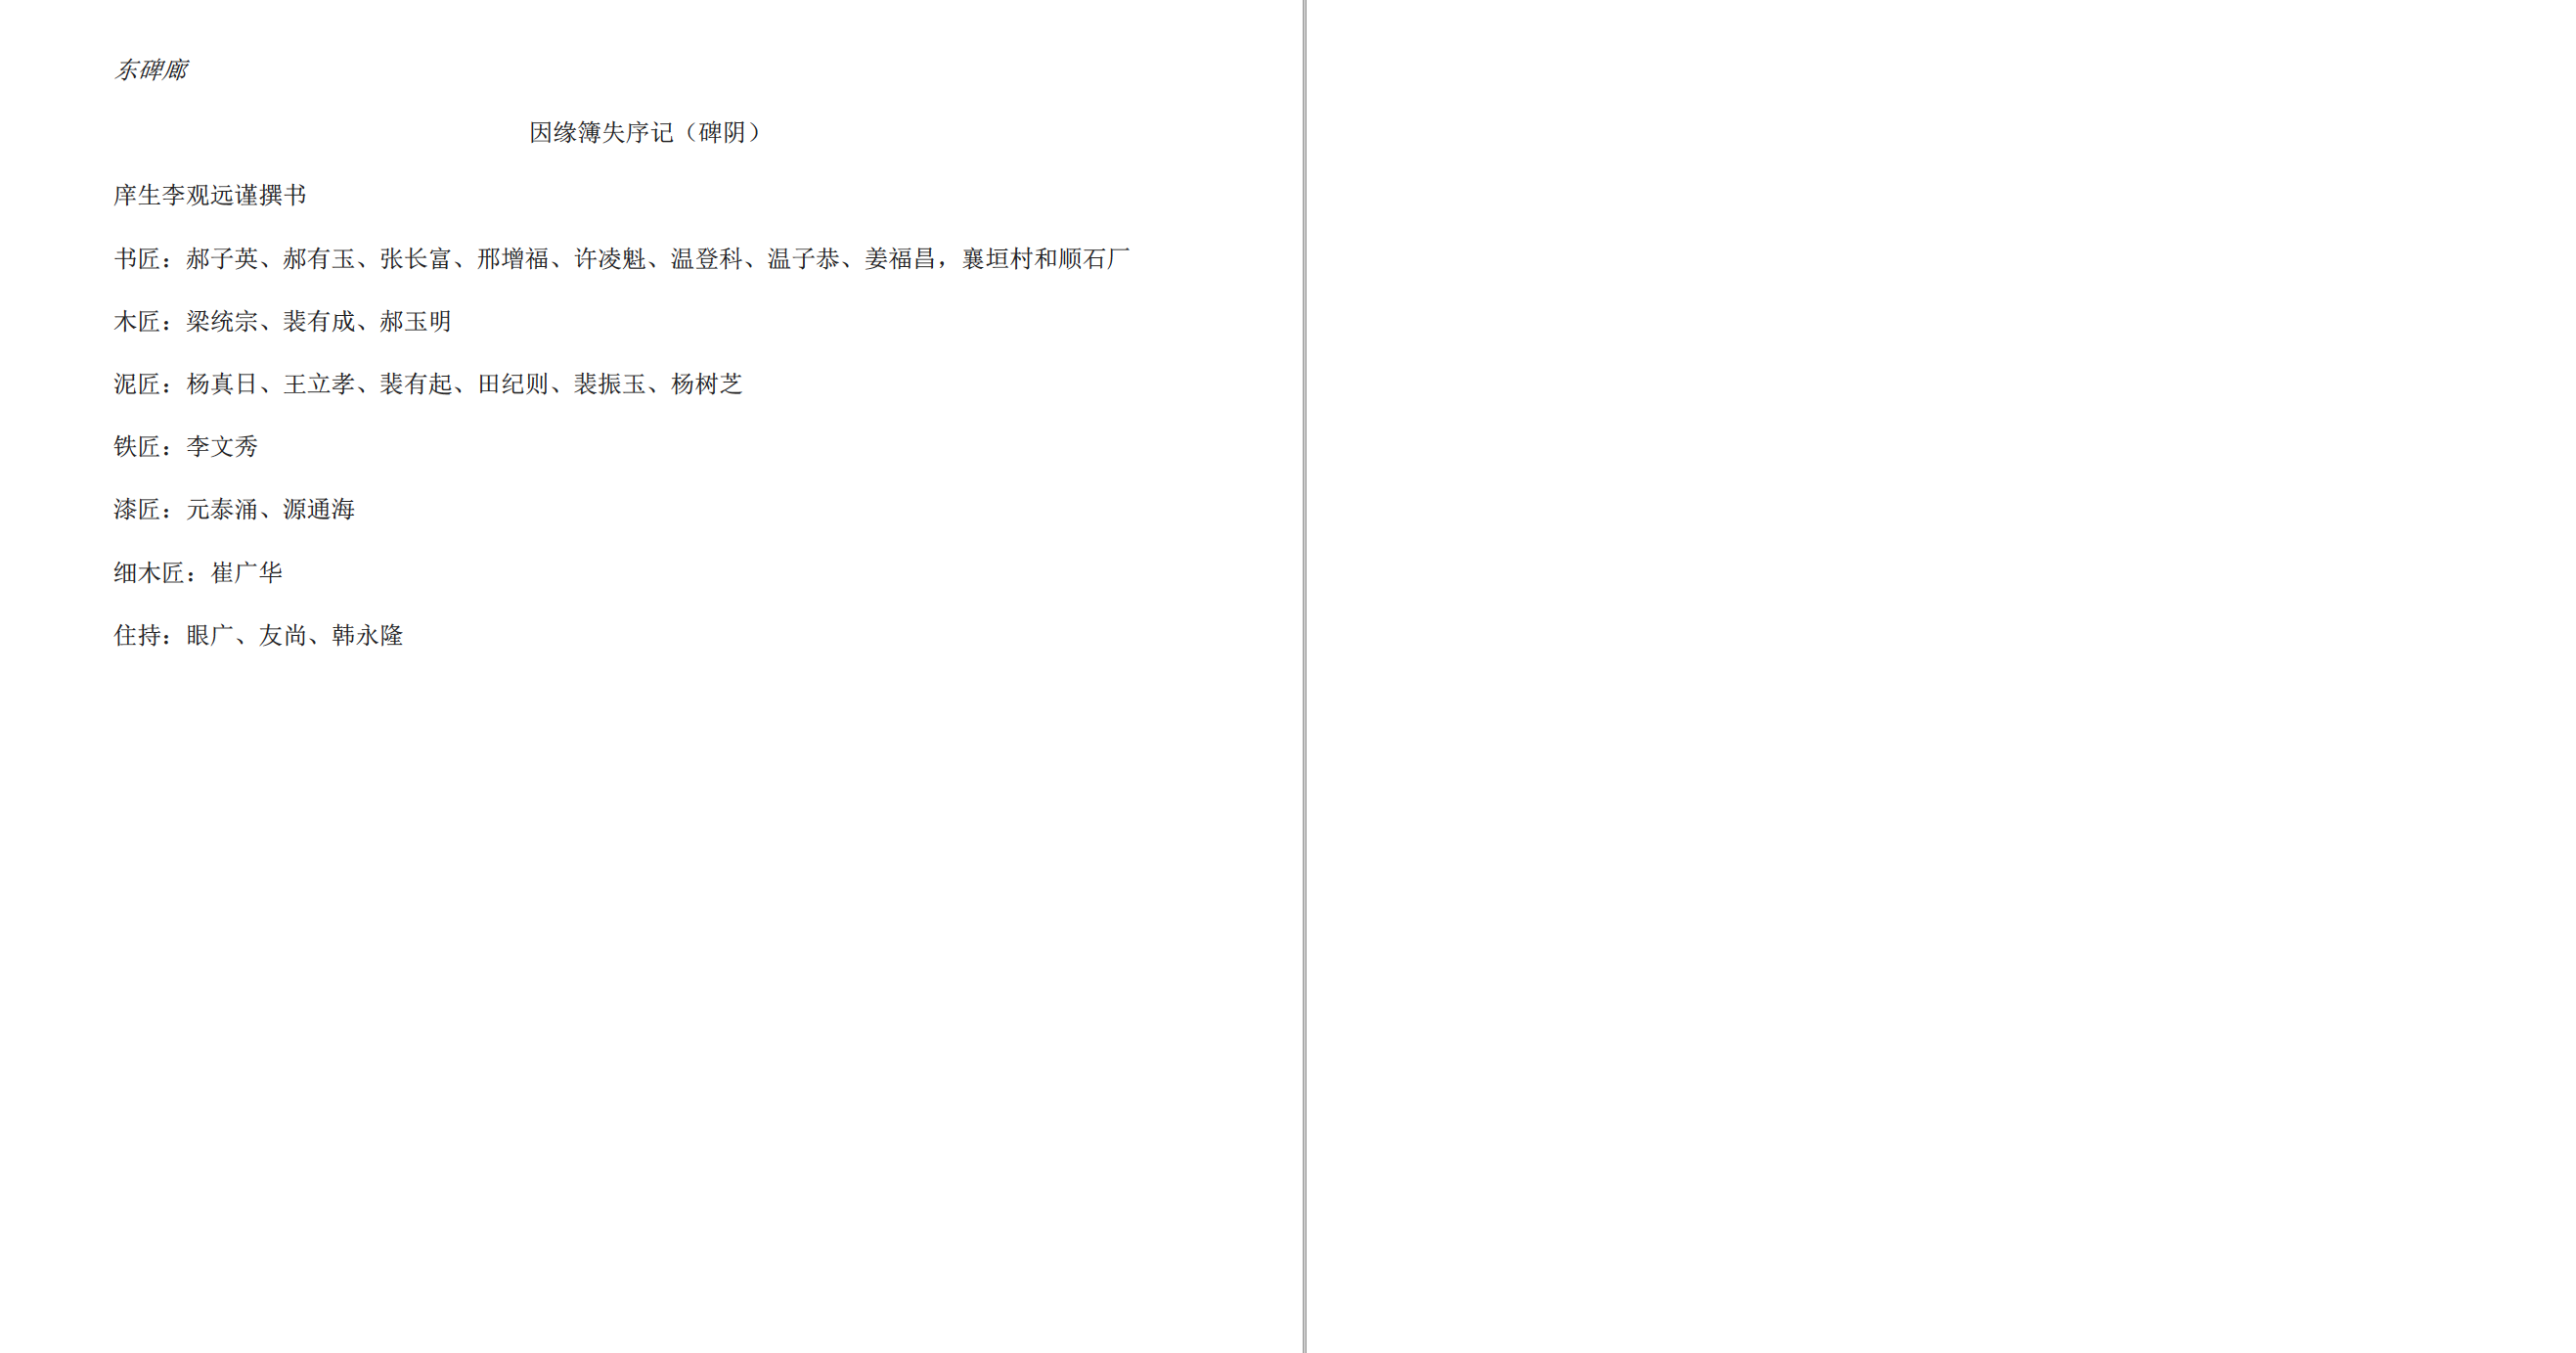 东碑廊
因缘簿失序记（碑阴）
庠生李观远谨撰书
书匠：郝子英、郝有玉、张长富、邢增福、许凌魁、温登科、温子恭、姜福昌，襄垣村和顺石厂
木匠：梁统宗、裴有成、郝玉明
泥匠：杨真日、王立孝、裴有起、田纪则、裴振玉、杨树芝
铁匠：李文秀
漆匠：元泰涌、源通海
细木匠：崔广华
住持：眼广、友尚、韩永隆